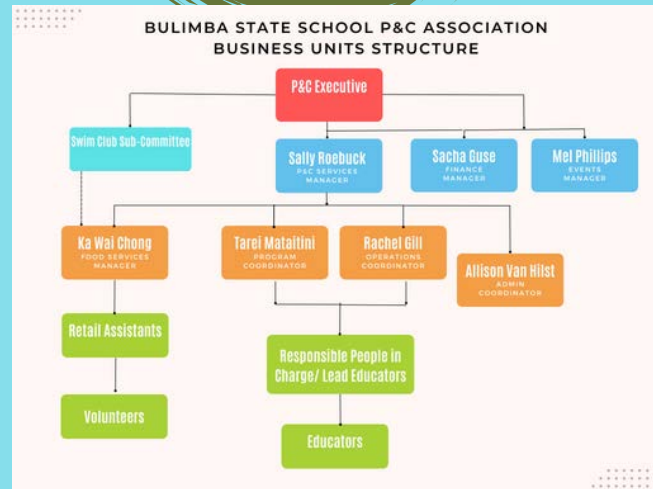 BULIMBA STATE SCHOOL P&C ASSOCIATION
BUSINESS UNITS STRUCTURE
P&C Executive
Swim Club Sub-Committee
Sally Roebuck
P&C SERVICES
MANAGER
Sacha Guse
FINANCE
MANAGER
Mel Phillips
EVENTS
MANAGER
Ka Wai Chong
FOOD SERVICES
MANAGER
Tarei Mataitini
PROGRAM
COORDINATOR
Rachel Gill
OPERATIONS
COORDINATOR
Allison Van Hilst
ADMIN
COORDINATOR
Retail Assistants
Responsible People in
Charge/ Lead Educators
Volunteers
Educators